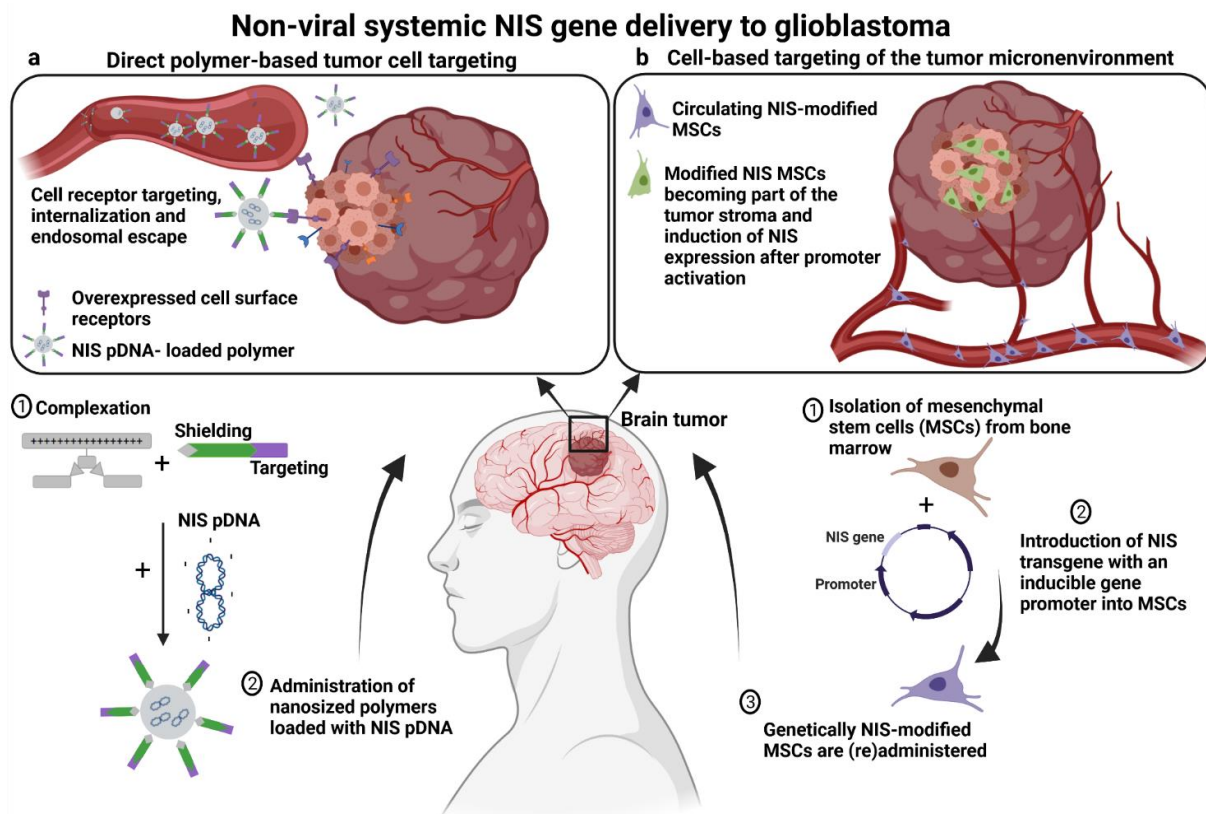 Non-viral systemic NIS gene delivery to glioblastoma
a
Direct polymer-based tumor cell targeting
Cell receptor targeting,
internalization and
endosomal escape
Overexpressed cell surface
receptors
NIS pDNA- loaded polymer
b
Cell-based targeting of the tumor micronenvironment
Circulating NIS-modified
MSCs
Modified NIS MSCs
becoming part of the
tumor stroma and
induction of NIS
expression after promoter
activation
1 Complexation
++++++++++++++++
+
Shielding
Targeting
NIS pDNA
+
2 Administration of
nanosized polymers
loaded with NIS pDNA
Brain tumor
1 Isolation of mesenchymal
stem cells (MSCs) from bone
marrow
+
NIS gene
Promoter
2
Introduction of NIS
transgene with an
inducible gene
promoter into MSCs
3
Genetically NIS-modified
MSCs are (re)administered